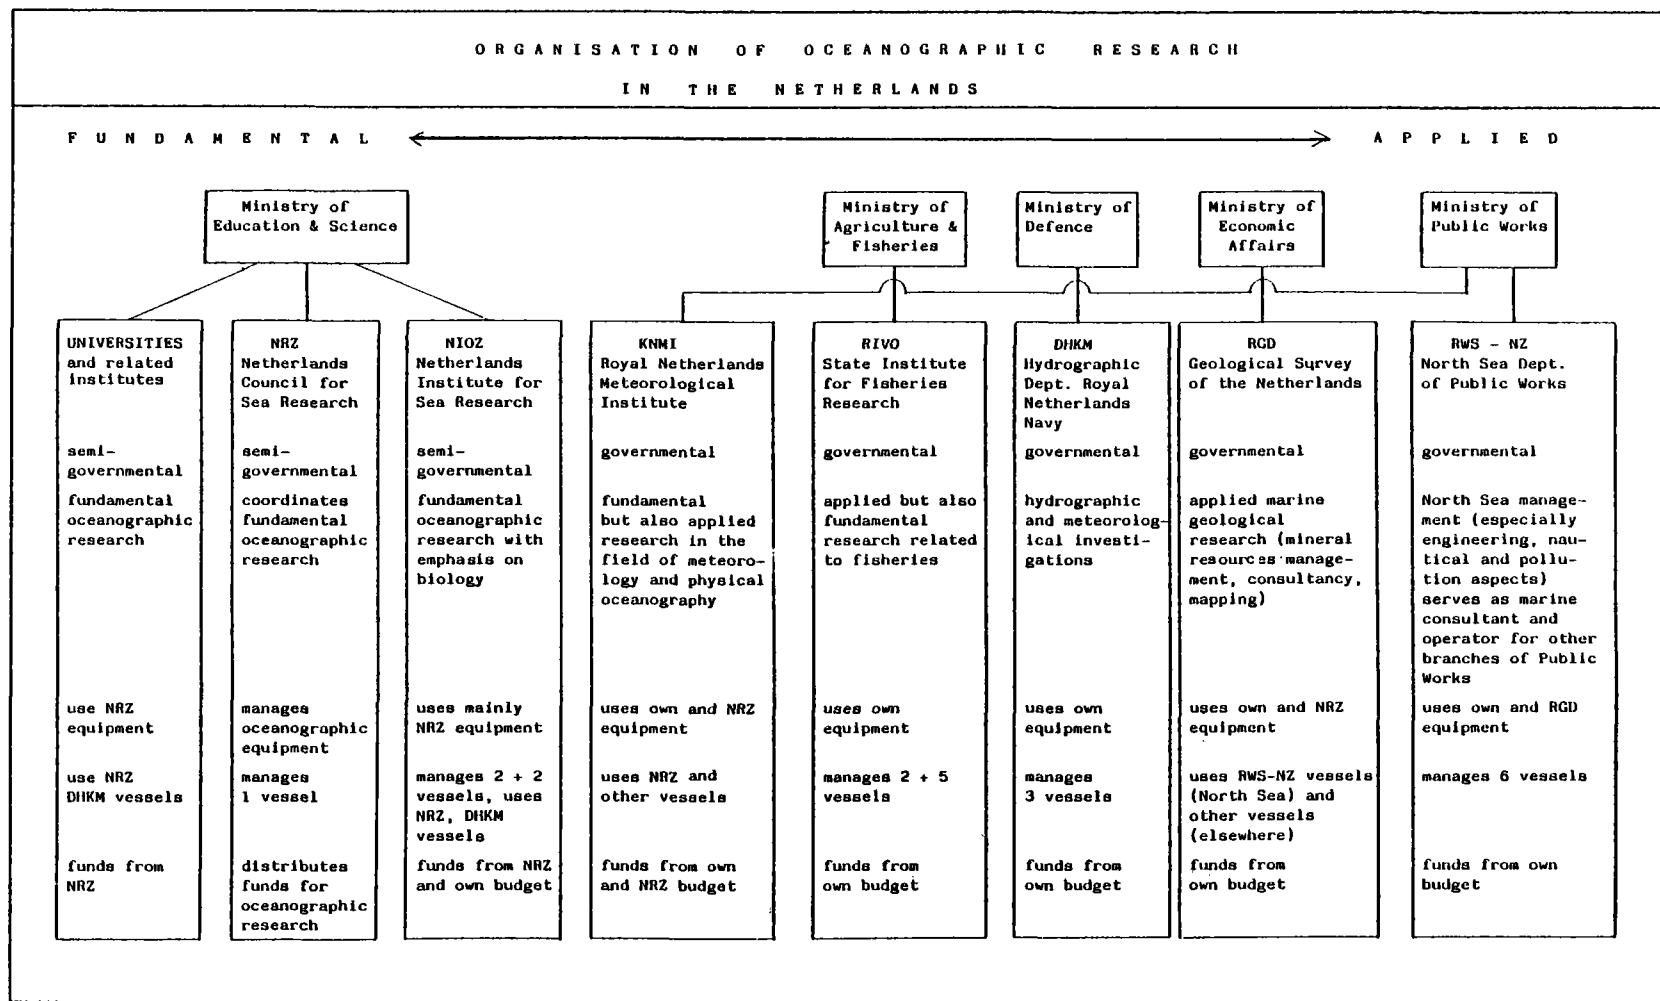 ORGANISATION OF OCEANOGRAPHIC RESEARCH
IN THE NETHERLANDS
FUNDAMENTAL
APPLIED
Ministry of
Education & Science
Ministry of
Agriculture &
Fisheries
Ministry of
Defence
Ministry of
Economic
Affairs
Ministry of
Public Works
UNIVERSITIES
and related
institutes
semi-
governmental
fundamental
oceanographic
research
use NRZ
equipment
use NRZ
DHKM vessels
funds from
NRZ
NRZ
Netherlands
Council for
Sea Research
semi-
governmental
coordinates
fundamental
oceanographic
research
manages
oceanographic
equipment
manages
1 vessel
distributes
funds for
oceanographic
research
NIOZ
Netherlands
Institute for
Sea Research
semi-
governmental
fundamental
oceanographic
research with
emphasis on
biology
uses mainly
NRZ equipment
manages 2 + 2
vessels, uses
NRZ, DHKM
vessels
funds from NRZ
and own budget
KNMI
Royal Netherlands
Meteorological
Institute
governmental
fundamental
but also applied
research in the
field of meteoro-
logy and physical
oceanography
uses own and NRZ
equipment
uses NRZ and
other vessels
funds from own
and NRZ budget
RIVO
State Institute
for Fisheries
Research
governmental
applied but also
fundamental
research related
to fisheries
uses own
equipment
manages 2 + 5
vessels
funds from
own budget
DHKM
Hydrographic
Dept. Royal
Netherlands
Navy
governmental
hydrographic
and meteorolog-
ical investi-
gations
uses own
equipment
manages
3 vessels
funds from
own budget
RGD
Geological Survey
of the Netherlands
governmental
applied marine
geological
research (mineral
resources manage-
ment, consultancy,
mapping)
uses own and NRZ
equipment
uses RWS-NZ vessels
(North Sea) and
other vessels
(elsewhere)
funds from
own budget
RWS - NZ
North Sea Dept.
of Public Works
governmental
North Sea manage-
ment (especially
engineering, nau-
tical and pollu-
tion aspects)
serves as marine
consultant and
operator for other
branches of Public
Works
uses own and RGD
equipment
manages 6 vessels
funds from own
budget